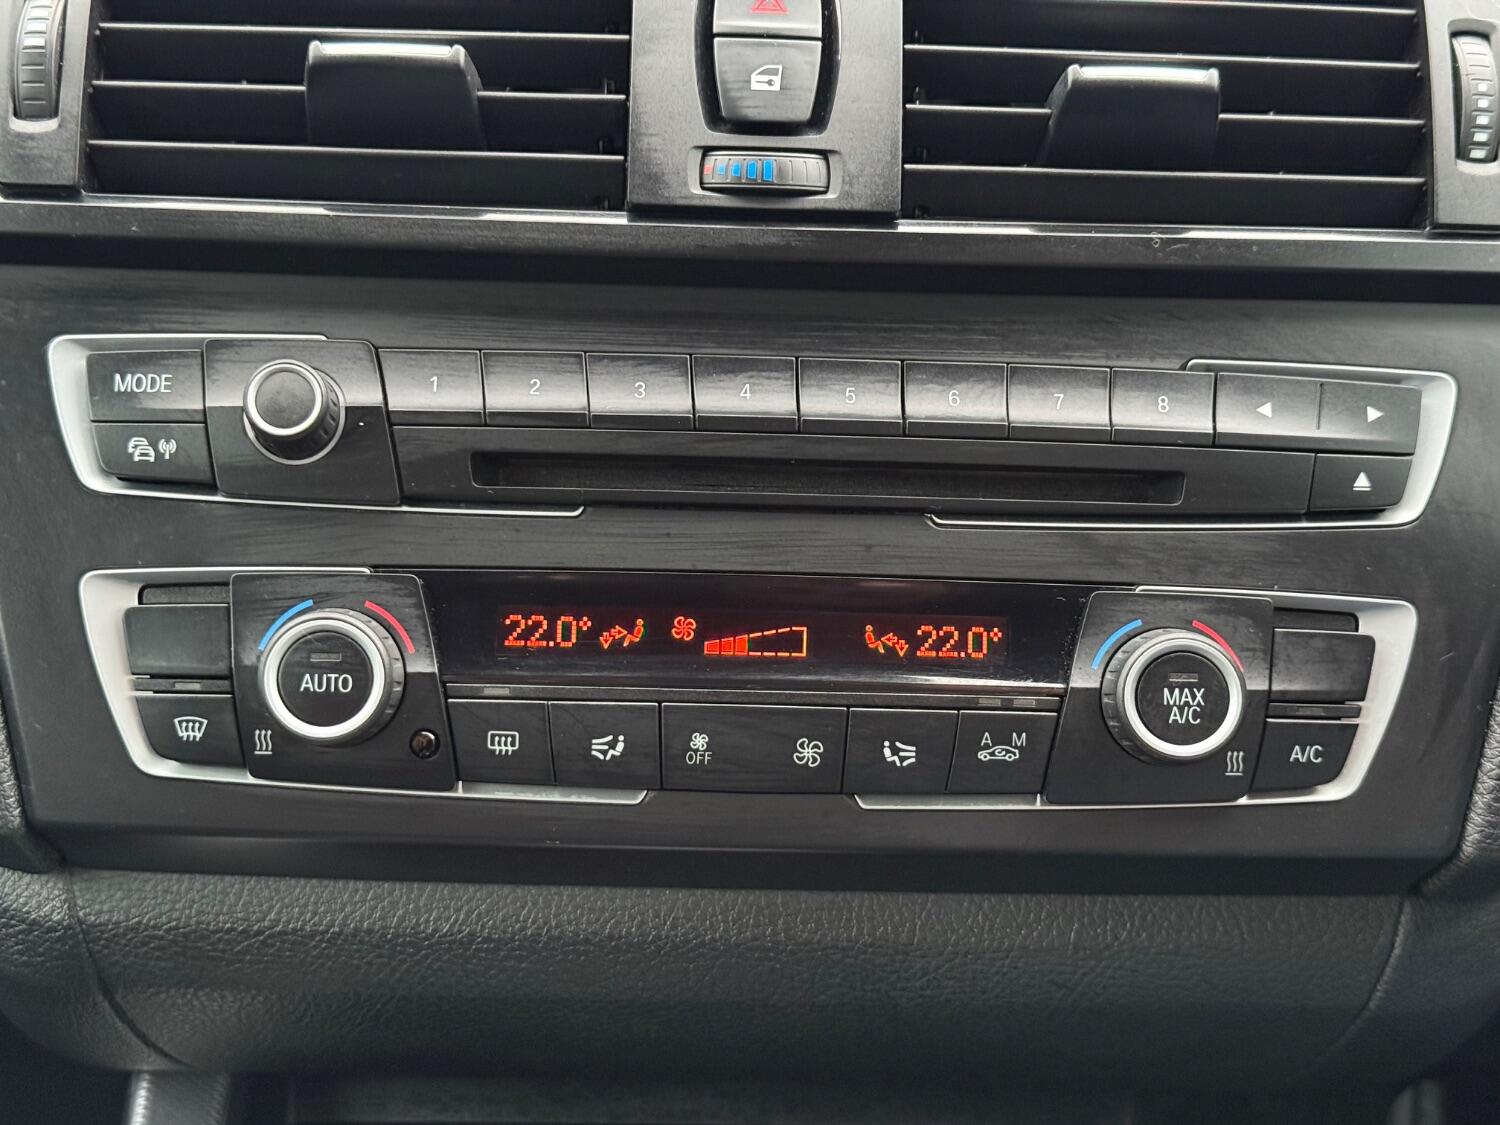 MODE 1 2 3 4 5 6 7 8
22.0° 22.0°
AUTO
MAX
A/C
OFF
A M
A/C